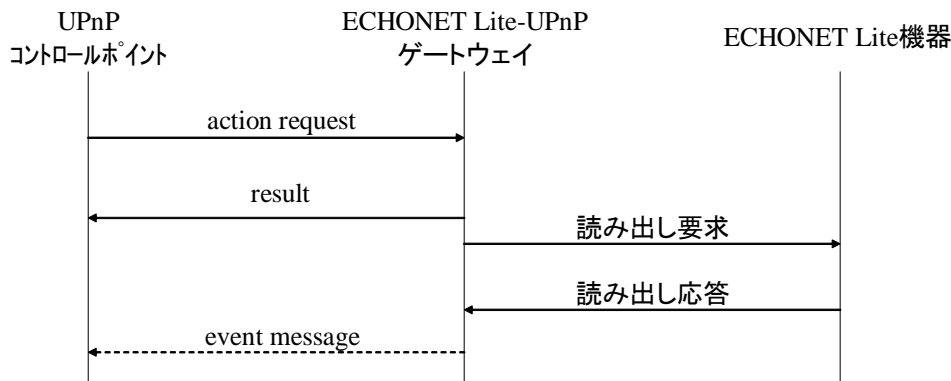 UPnP
コントロールポイント
ECHONET Lite-UPnP
ゲートウェイ
ECHONET Lite機器
action request
result
読み出し要求
読み出し応答
event message